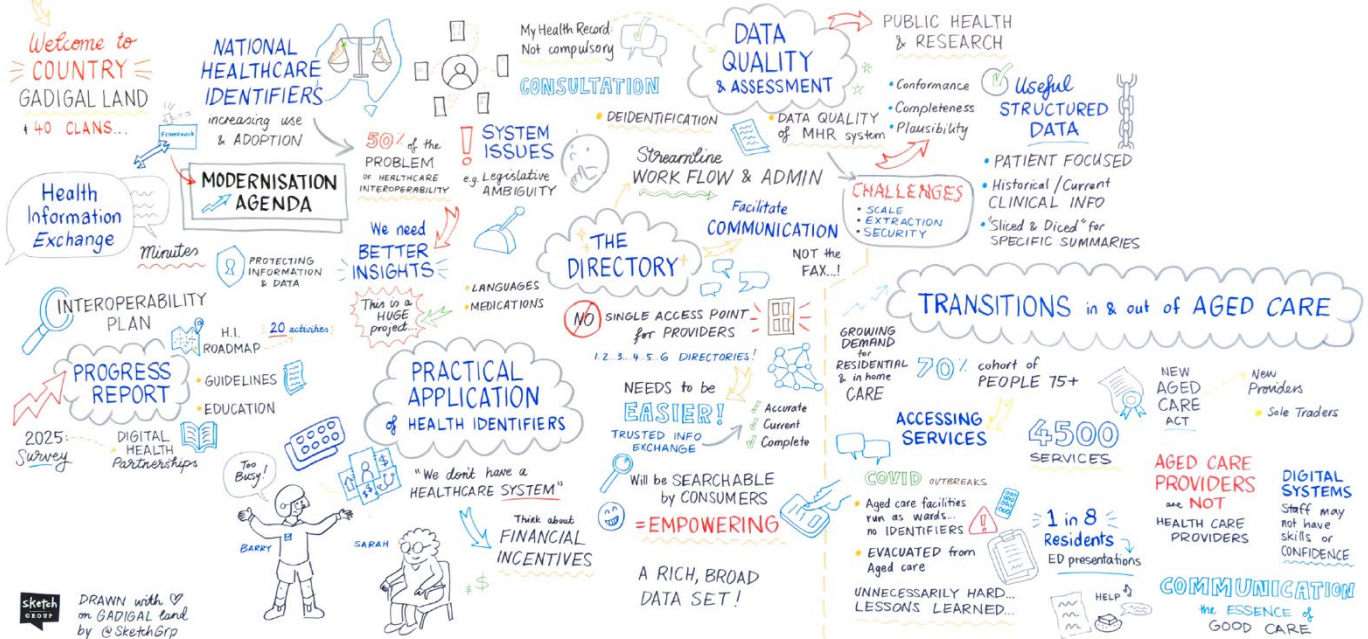 Welcome to
COUNTRY
GADIGAL LAND
& 40 CLANS...
Framework
Health
Information
Exchange
NATIONAL
HEALTHCARE
IDENTIFIERS
increasing use
& ADOPTION
MODERNISATION
AGENDA
50% of the
PROBLEM
OF HEALTHCARE
INTEROPERABILITY
SYSTEM
ISSUES
e.g. Legislative
AMBIGUITY
Minutes
PROTECTING
INFORMATION
& DATA
We need
BETTER
INSIGHTS
This is a
HUGE
project...
• LANGUAGES
• MEDICATIONS
INTEROPERABILITY
PLAN
H.I.
ROADMAP
20 activities
• GUIDELINES
• EDUCATION
PROGRESS
REPORT
2025:
Survey
DIGITAL
HEALTH
Partnerships
PRACTICAL
APPLICATION
of HEALTH IDENTIFIERS
Too
Busy!
BARRY
SARAH
"We don't have a
HEALTHCARE SYSTEM"
Think about
FINANCIAL
INCENTIVES
$
$
$
$
My Health Record:
Not compulsory
CONSULTATION
DATA
QUALITY
& ASSESSMENT
PUBLIC HEALTH
& RESEARCH
• DEIDENTIFICATION
• DATA QUALITY
of MHR system
• Conformance
• Completeness
• Plausibility
Useful
STRUCTURED
DATA
• PATIENT FOCUSED
• Historical/Current
CLINICAL INFO
• "Sliced & Diced" for
SPECIFIC SUMMARIES
CHALLENGES
• SCALE
• EXTRACTION
• SECURITY
Streamline
WORK FLOW & ADMIN
Facilitate
COMMUNICATION
NOT the
FAX...!
THE
DIRECTORY
NO SINGLE ACCESS POINT
for PROVIDERS
1..2..3...4..5..6 DIRECTORIES!
NEEDS to be
EASIER!
TRUSTED INFO
EXCHANGE
Accurate
Current
Complete
Will be SEARCHABLE
by CONSUMERS
= EMPOWERING
A RICH, BROAD
DATA SET!
TRANSITIONS in & out of AGED CARE
GROWING
DEMAND
for
RESIDENTIAL
& in home
CARE
70% cohort of
PEOPLE 75+
NEW
AGED
CARE
ACT
• New
Providers
• Sole Traders
ACCESSING
SERVICES
4500
SERVICES
COVID OUTBREAKS
• Aged care facilities
run as wards...
no IDENTIFIERS
• EVACUATED from
Aged care
UNNECESSARILY HARD...
LESSONS LEARNED...
1 in 8
Residents
ED presentations
AGED CARE
PROVIDERS
are NOT
HEALTH CARE
PROVIDERS
DIGITAL
SYSTEMS
Staff may
not have
skills or
CONFIDENCE
HELP
COMMUNICATION
the ESSENCE of
GOOD CARE
sketch
GROUP
DRAWN with ♡
on GADIGAL land
by @SketchGrp